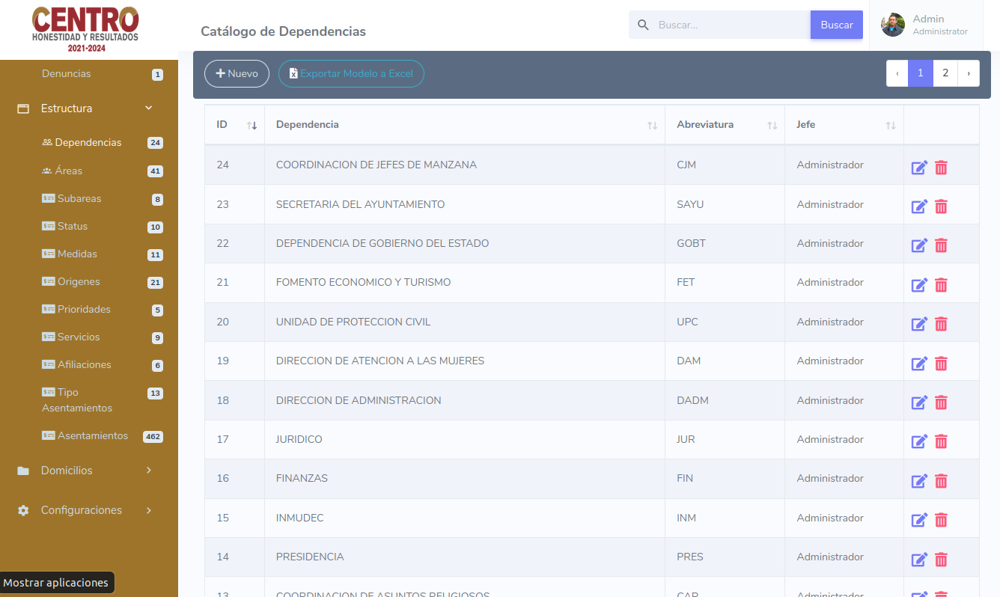 CENTRO
HONESTIDAD Y RESULTADOS
2021-2024
Catálogo de Dependencias
Buscar...
Buscar
Admin
Administrator
Denuncias 1
Estructura
Dependencias 24
Áreas 41
Subareas 8
Status 10
Medidas 11
Origenes 21
Prioridades 5
Servicios 9
Afiliaciones 6
Tipo Asentamientos 13
Asentamientos 462
Domicilios
Configuraciones
Mostrar aplicaciones
+ Nuevo
Exportar Modelo a Excel
‹ 1 2 ›
ID Dependencia Abreviatura Jefe
24 COORDINACION DE JEFES DE MANZANA CJM Administrador
23 SECRETARIA DEL AYUNTAMIENTO SAYU Administrador
22 DEPENDENCIA DE GOBIERNO DEL ESTADO GOBT Administrador
21 FOMENTO ECONOMICO Y TURISMO FET Administrador
20 UNIDAD DE PROTECCION CIVIL UPC Administrador
19 DIRECCION DE ATENCION A LAS MUJERES DAM Administrador
18 DIRECCION DE ADMINISTRACION DADM Administrador
17 JURIDICO JUR Administrador
16 FINANZAS FIN Administrador
15 INMUDEC INM Administrador
14 PRESIDENCIA PRES Administrador
13 COORDINACION DE ASUNTOS RELIGIOSOS CAR Administrador